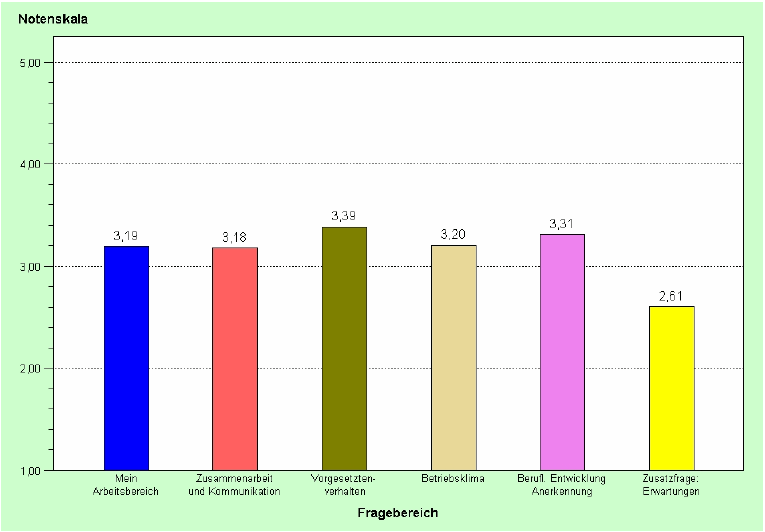 Notenskala
5,00
4,00
3,00
2,00
1,00
3,19
3,18
3,39
3,20
3,31
2,61
Mein
Arbeitsbereich
Zusammenarbeit
und Kommunikation
Vorgesetzten-
verhalten
Betriebsklima
Berufl. Entwicklung
Anerkennung
Zusatzfrage:
Erwartungen
Fragebereich